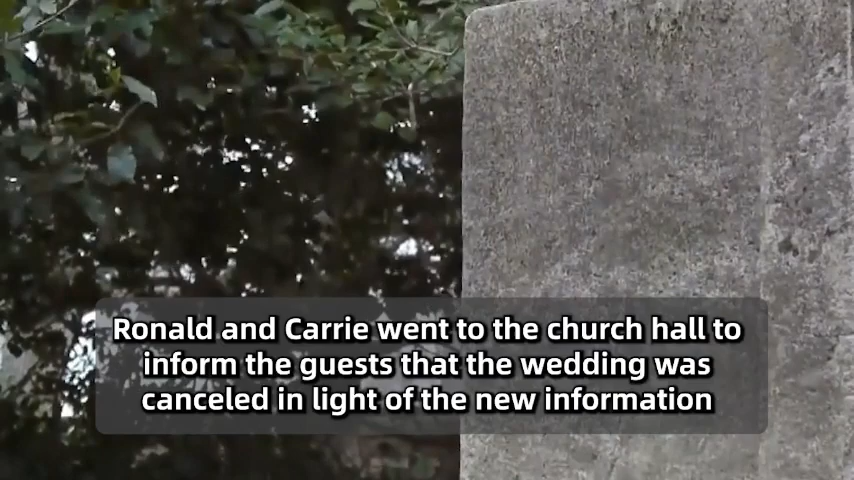 Ronald and Carrie went to the church hall to
inform the guests that the wedding was
canceled in light of the new information